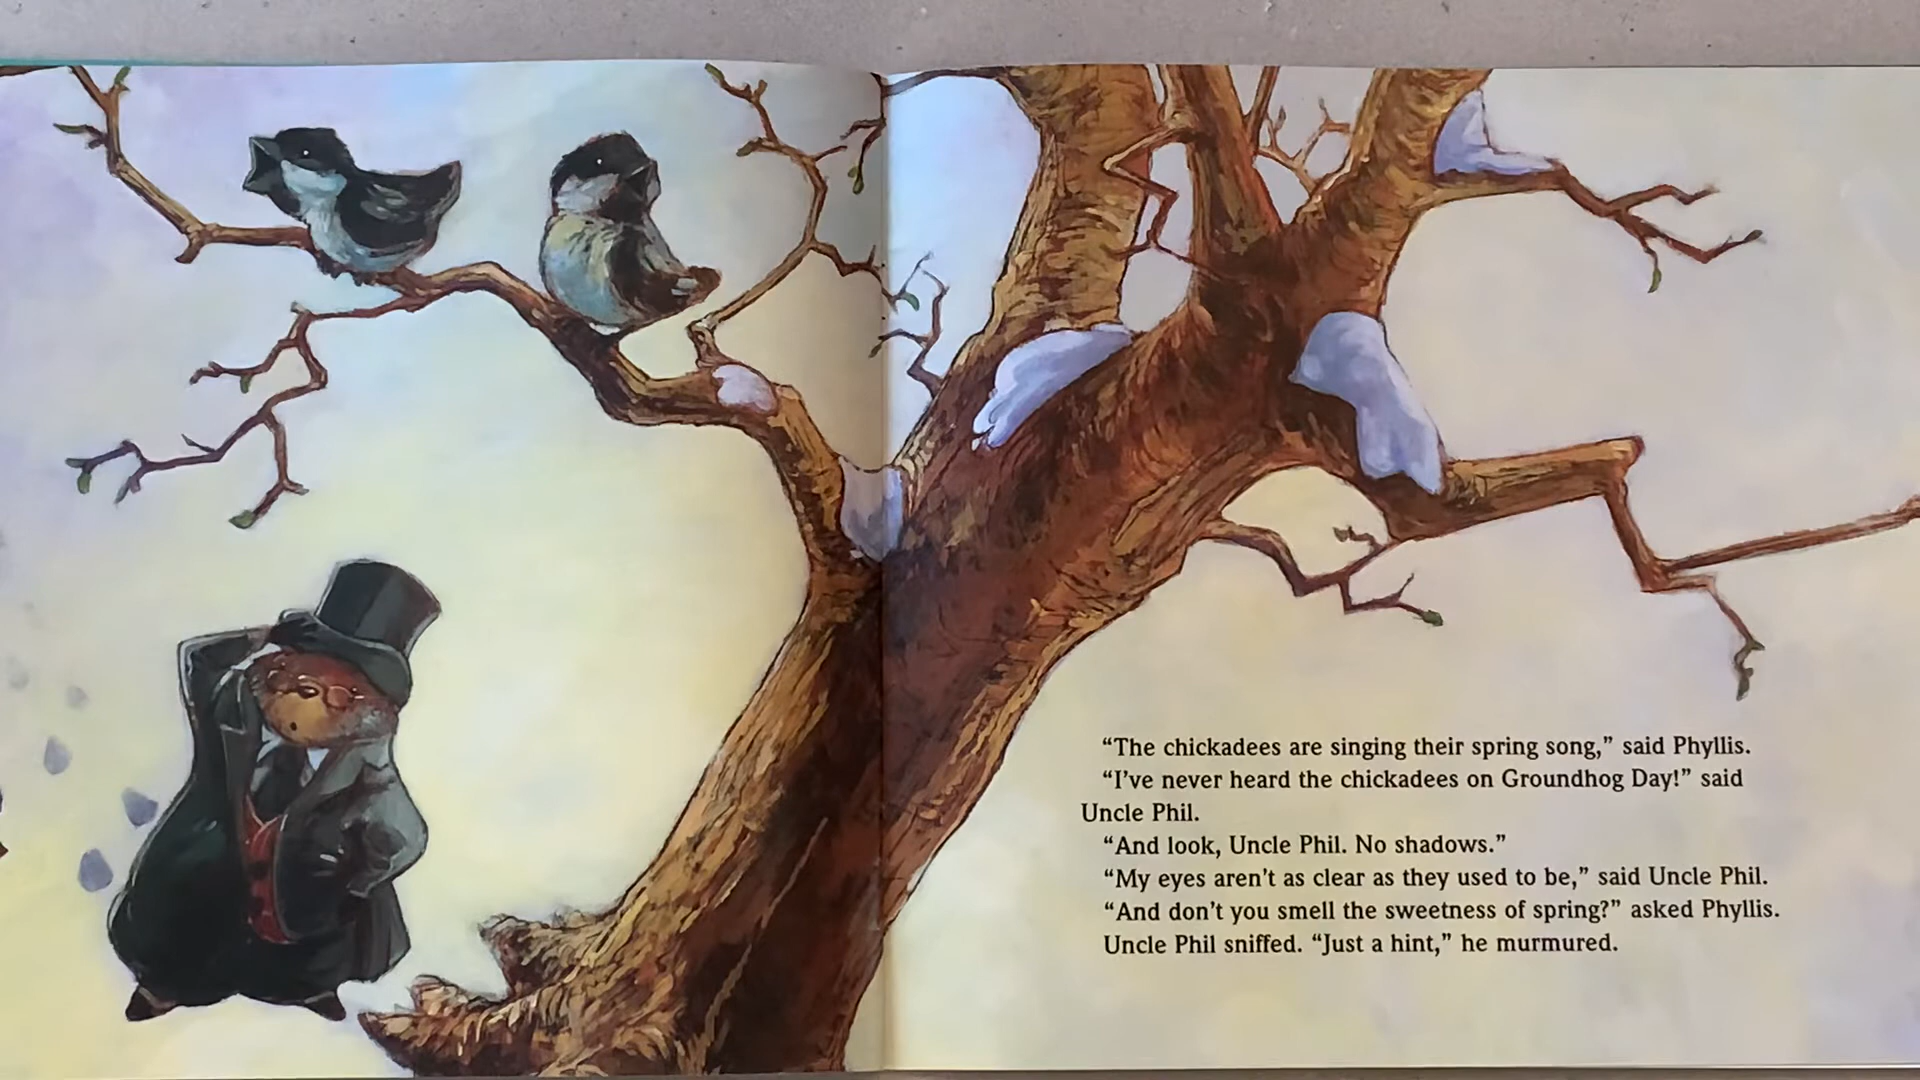 “The chickadees are singing their spring song,” said Phyllis.
“I’ve never heard the chickadees on Groundhog Day!” said
Uncle Phil.
“And look, Uncle Phil. No shadows.”
“My eyes aren’t as clear as they used to be,” said Uncle Phil.
“And don’t you smell the sweetness of spring?” asked Phyllis.
Uncle Phil sniffed. “Just a hint,” he murmured.